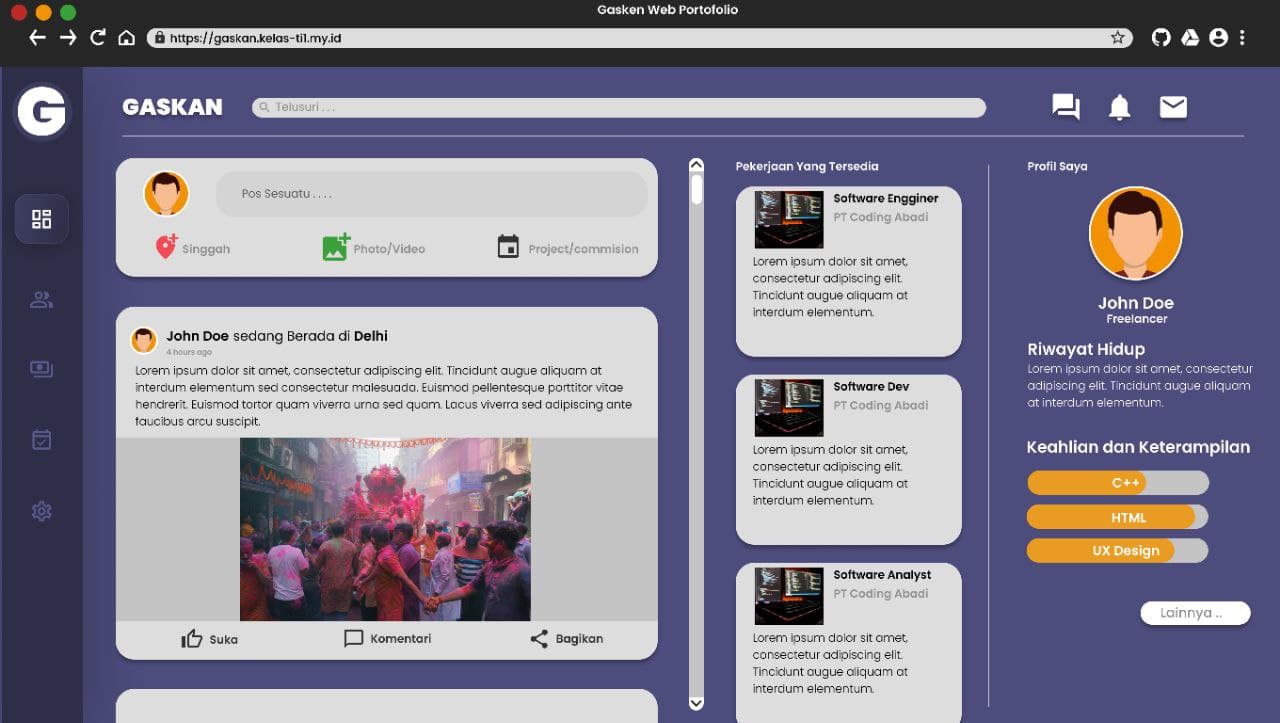 Gasken Web Portofolio
https://gaskan.kelas-ti1.my.id
G
GASKAN
Telusuri . . .
Pos Sesuatu . . . .
Singgah
Photo/Video
Project/commision
John Doe sedang Berada di Delhi
4 hours ago
Lorem ipsum dolor sit amet, consectetur adipiscing elit. Tincidunt augue aliquam at
interdum elementum sed consectetur malesuada. Euismod pellentesque porttitor vitae
hendrerit. Euismod tortor quam viverra urna sed quam. Lacus viverra sed adipiscing ante
faucibus arcu suscipit.
Suka
Komentari
Bagikan
Pekerjaan Yang Tersedia
Software Engginer
PT Coding Abadi
Lorem ipsum dolor sit amet,
consectetur adipiscing elit.
Tincidunt augue aliquam at
interdum elementum.
Software Dev
PT Coding Abadi
Lorem ipsum dolor sit amet,
consectetur adipiscing elit.
Tincidunt augue aliquam at
interdum elementum.
Software Analyst
PT Coding Abadi
Lorem ipsum dolor sit amet,
consectetur adipiscing elit.
Tincidunt augue aliquam at
interdum elementum.
Profil Saya
John Doe
Freelancer
Riwayat Hidup
Lorem ipsum dolor sit amet, consectetur
adipiscing elit. Tincidunt augue aliquam
at interdum elementum.
Keahlian dan Keterampilan
C++
HTML
UX Design
Lainnya ..